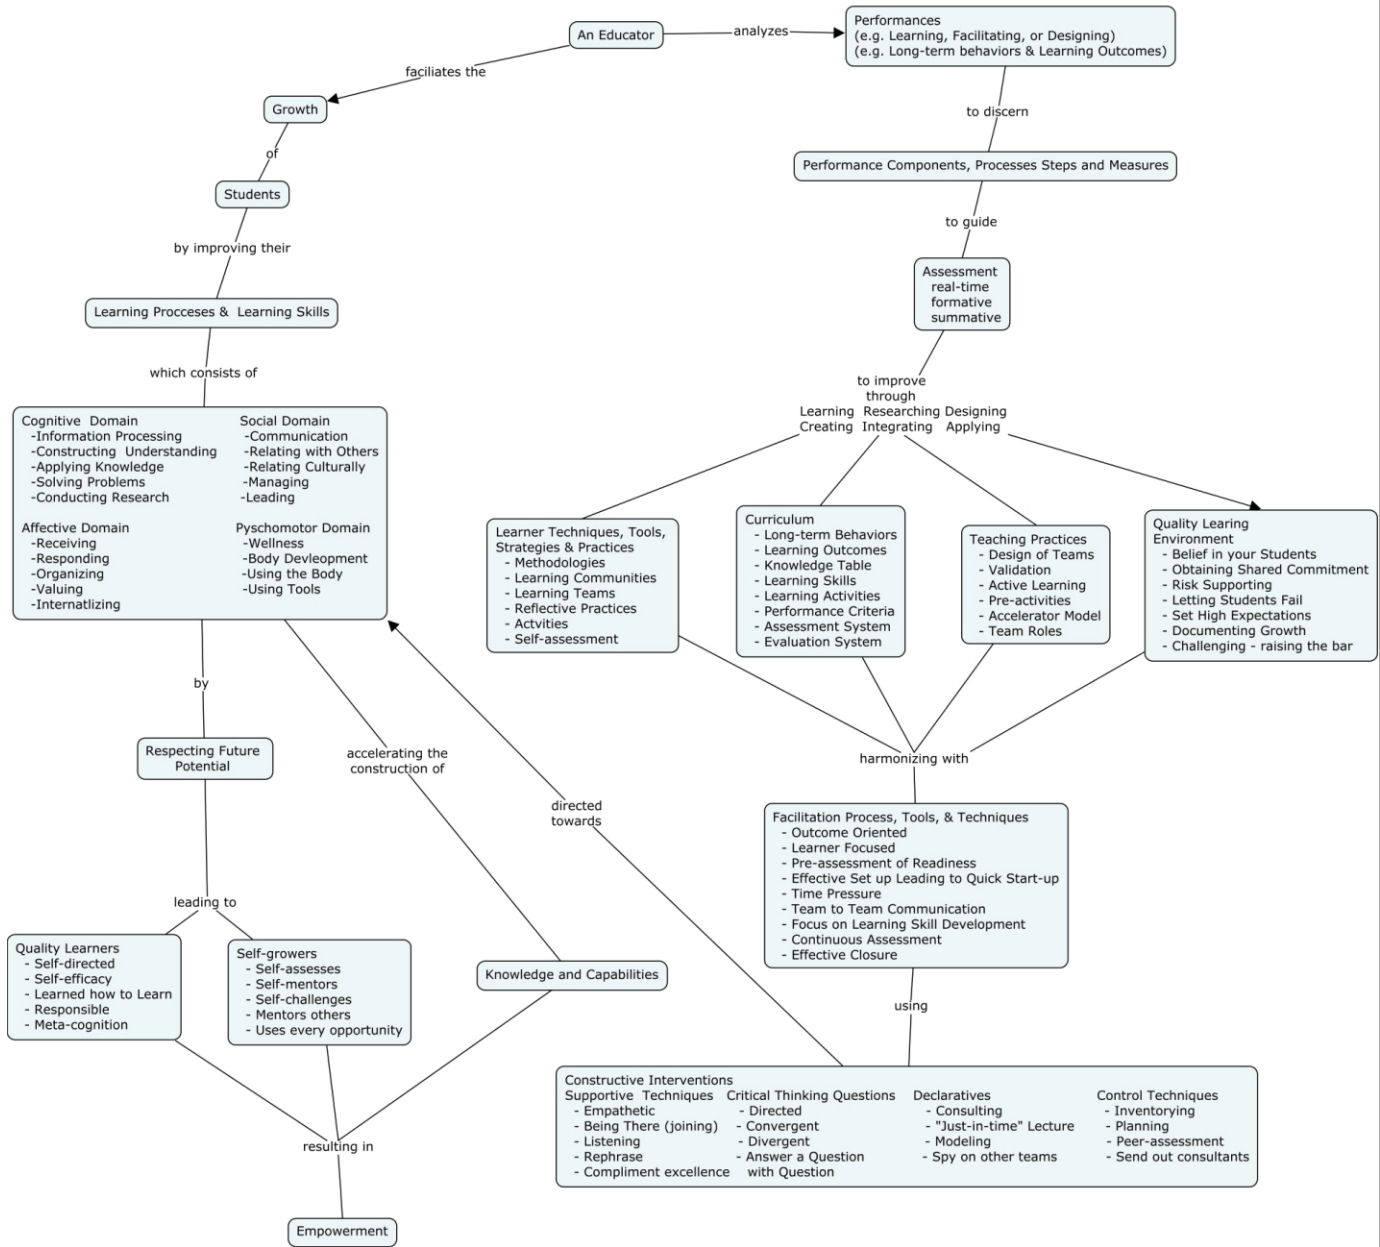 An Educator
analyzes
Performances
(e.g. Learning, Facilitating, or Designing)
(e.g. Long-term behaviors & Learning Outcomes)
faciliates the
Growth
of
Students
by improving their
Learning Procceses & Learning Skills
which consists of
Cognitive Domain
-Information Processing
-Constructing Understanding
-Applying Knowledge
-Solving Problems
-Conducting Research
Social Domain
-Communication
-Relating with Others
-Relating Culturally
-Managing
-Leading
Affective Domain
-Receiving
-Responding
-Organizing
-Valuing
-Internatlizing
Pyschomotor Domain
-Wellness
-Body Devleopment
-Using the Body
-Using Tools
by
Respecting Future
Potential
leading to
Quality Learners
- Self-directed
- Self-efficacy
- Learned how to Learn
- Responsible
- Meta-cognition
Self-growers
- Self-assesses
- Self-mentors
- Self-challenges
- Mentors others
- Uses every opportunity
accelerating the
construction of
Knowledge and Capabilities
resulting in
Empowerment
to discern
Performance Components, Processes Steps and Measures
to guide
Assessment
real-time
formative
summative
to improve
through
Learning Researching Designing
Creating Integrating Applying
Learner Techniques, Tools,
Strategies & Practices
- Methodologies
- Learning Communities
- Learning Teams
- Reflective Practices
- Actvities
- Self-assessment
Curriculum
- Long-term Behaviors
- Learning Outcomes
- Knowledge Table
- Learning Skills
- Learning Activities
- Performance Criteria
- Assessment System
- Evaluation System
Teaching Practices
- Design of Teams
- Validation
- Active Learning
- Pre-activities
- Accelerator Model
- Team Roles
Quality Learing
Environment
- Belief in your Students
- Obtaining Shared Commitment
- Risk Supporting
- Letting Students Fail
- Set High Expectations
- Documenting Growth
- Challenging - raising the bar
harmonizing with
Facilitation Process, Tools, & Techniques
- Outcome Oriented
- Learner Focused
- Pre-assessment of Readiness
- Effective Set up Leading to Quick Start-up
- Time Pressure
- Team to Team Communication
- Focus on Learning Skill Development
- Continuous Assessment
- Effective Closure
using
directed
towards
Constructive Interventions
Supportive Techniques
- Empathetic
- Being There (joining)
- Listening
- Rephrase
- Compliment excellence
Critical Thinking Questions
- Directed
- Convergent
- Divergent
- Answer a Question
with Question
Declaratives
- Consulting
- "Just-in-time" Lecture
- Modeling
- Spy on other teams
Control Techniques
- Inventorying
- Planning
- Peer-assessment
- Send out consultants